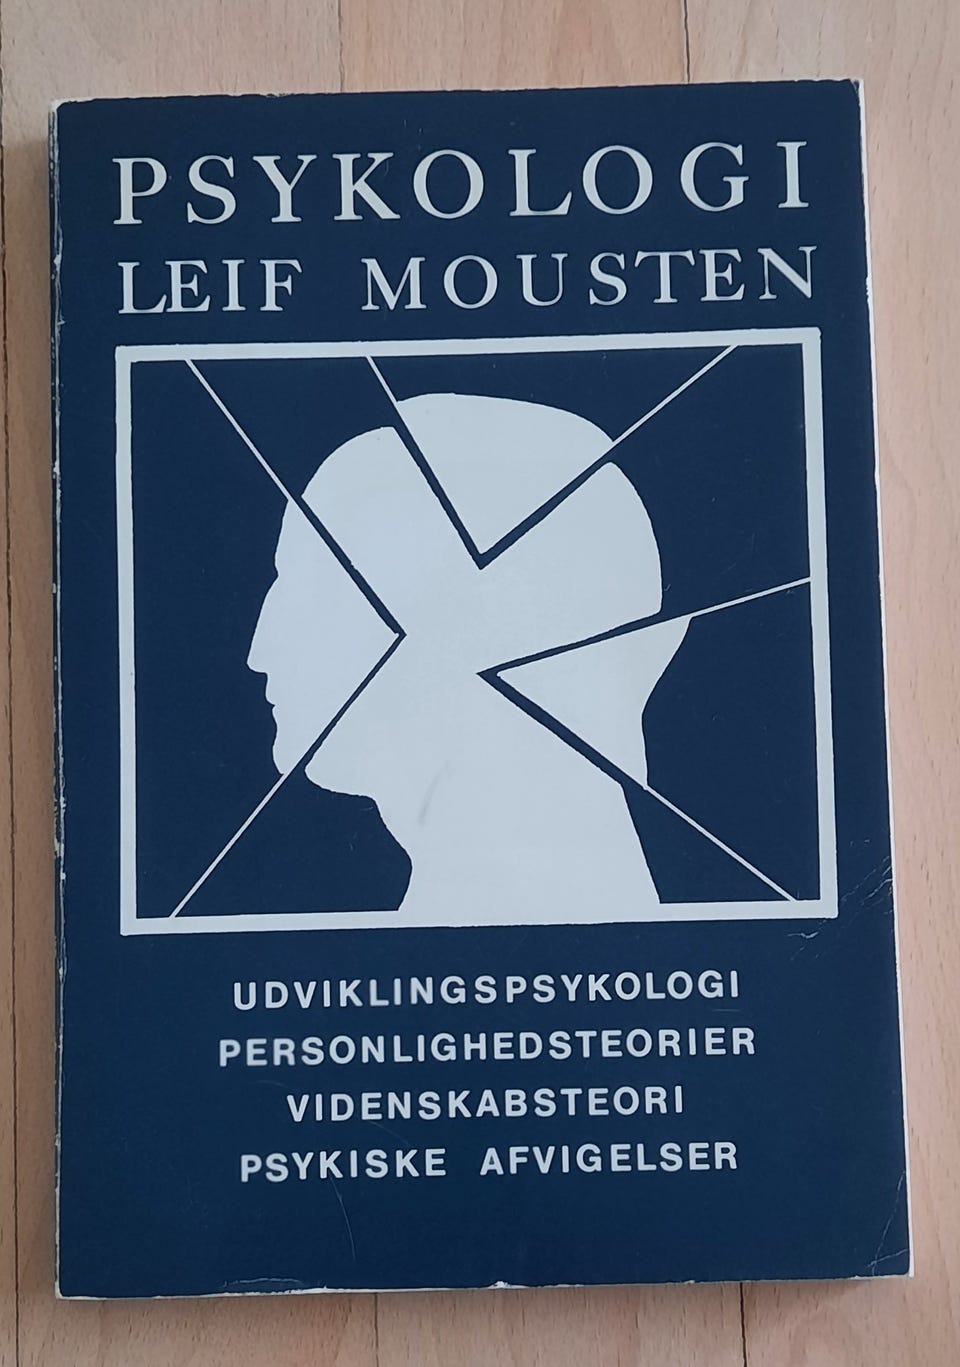 PSYKOLOGI
LEIF MOUSTEN
UDVIKLINGSPSYKOLOGI
PERSONLIGHEDSTEORIER
VIDENSKABSTEORI
PSYKISKE AFVIGELSER